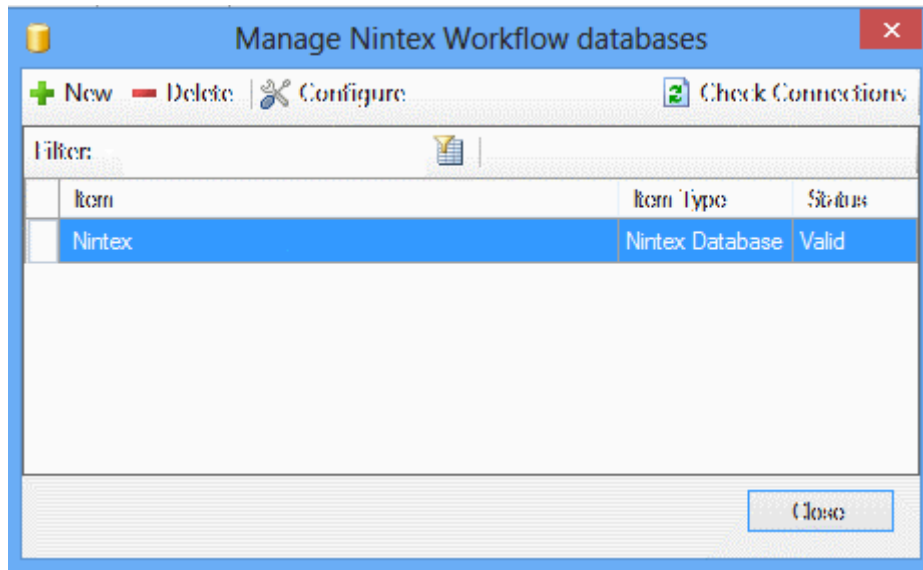 Manage Nintex Workflow databases
New Delete Configure Check Connections
Filter:
Item Item Type Status
Nintex Nintex Database Valid
Close